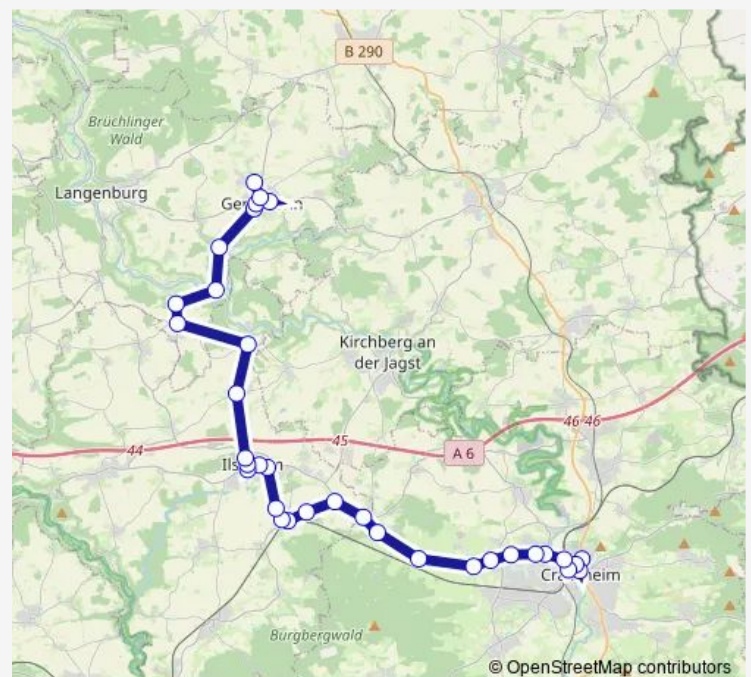 B 290
Brüchlinger
Wald
Langenburg
Kirchberg an
der Jagst
46·46
45
44
A 6
Burgbergwald
© OpenStreetMap contributors